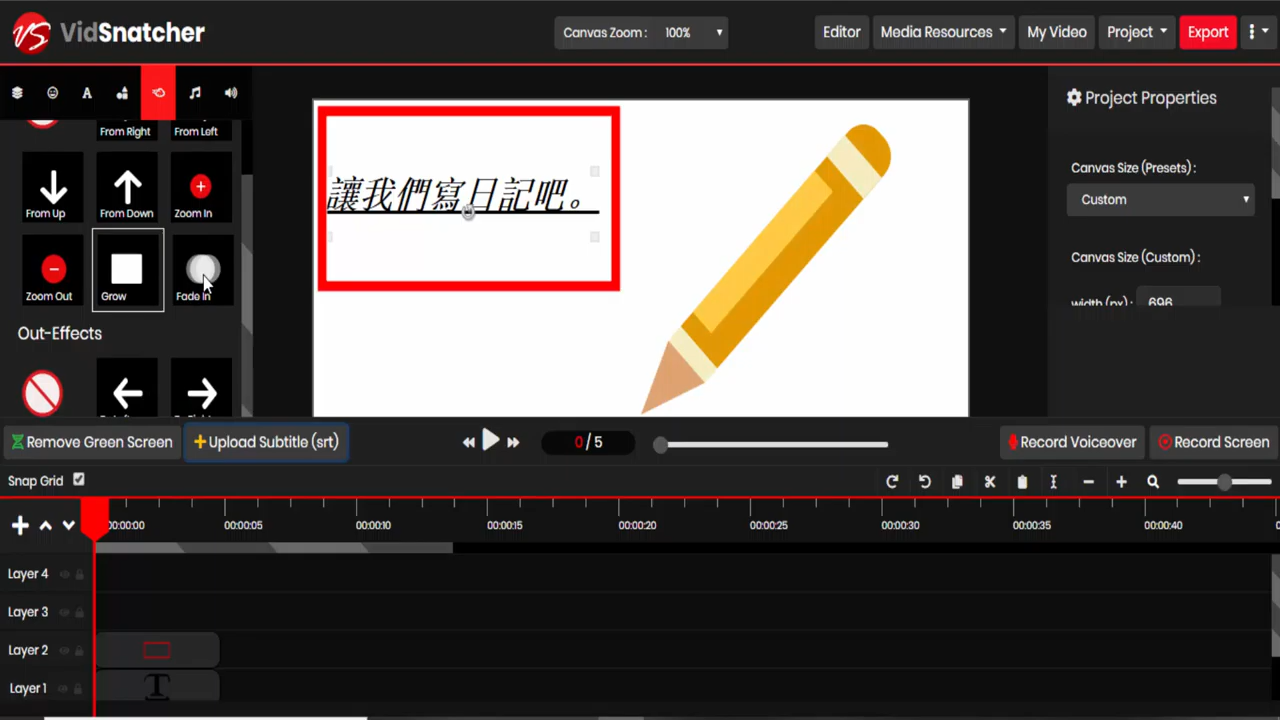 VS VidSnatcher
Canvas Zoom : 100%
Editor
Media Resources
My Video
Project
Export
A
From Right
From Left
From Up
From Down
Zoom In
Zoom Out
Grow
Fade In
Out-Effects
讓我們寫日記吧。
Project Properties
Canvas Size (Presets) :
Custom
Canvas Size (Custom) :
width (px) : 696
Remove Green Screen
Upload Subtitle (srt)
0 / 5
Record Voiceover
Record Screen
Snap Grid
00:00:00 00:00:05 00:00:10 00:00:15 00:00:20 00:00:25 00:00:30 00:00:35 00:00:40
Layer 4
Layer 3
Layer 2
Layer 1
T